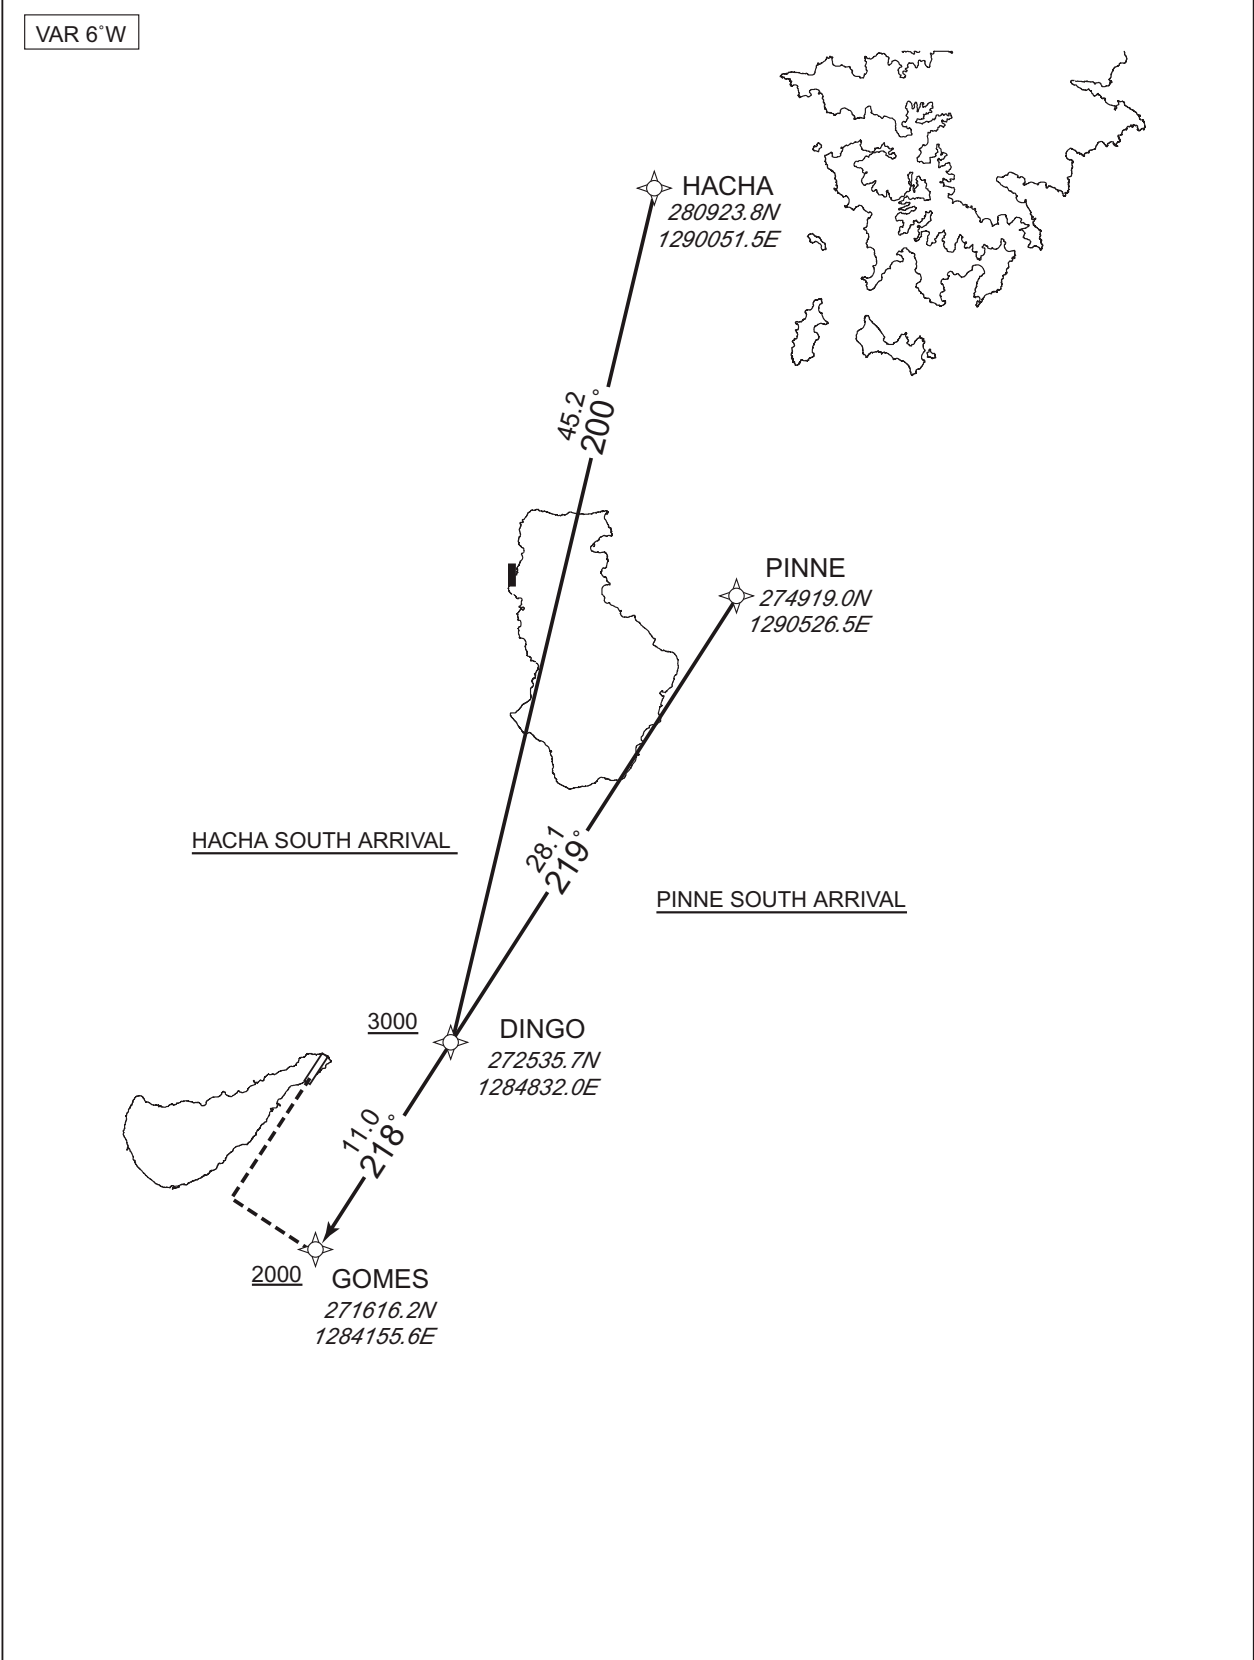 VAR 6°W
HACHA
280923.8N
1290051.5E
45.2
200°
PINNE
274919.0N
1290526.5E
HACHA SOUTH ARRIVAL
28.1
219°
PINNE SOUTH ARRIVAL
3000
DINGO
272535.7N
1284832.0E
11.0
218°
2000
GOMES
271616.2N
1284155.6E